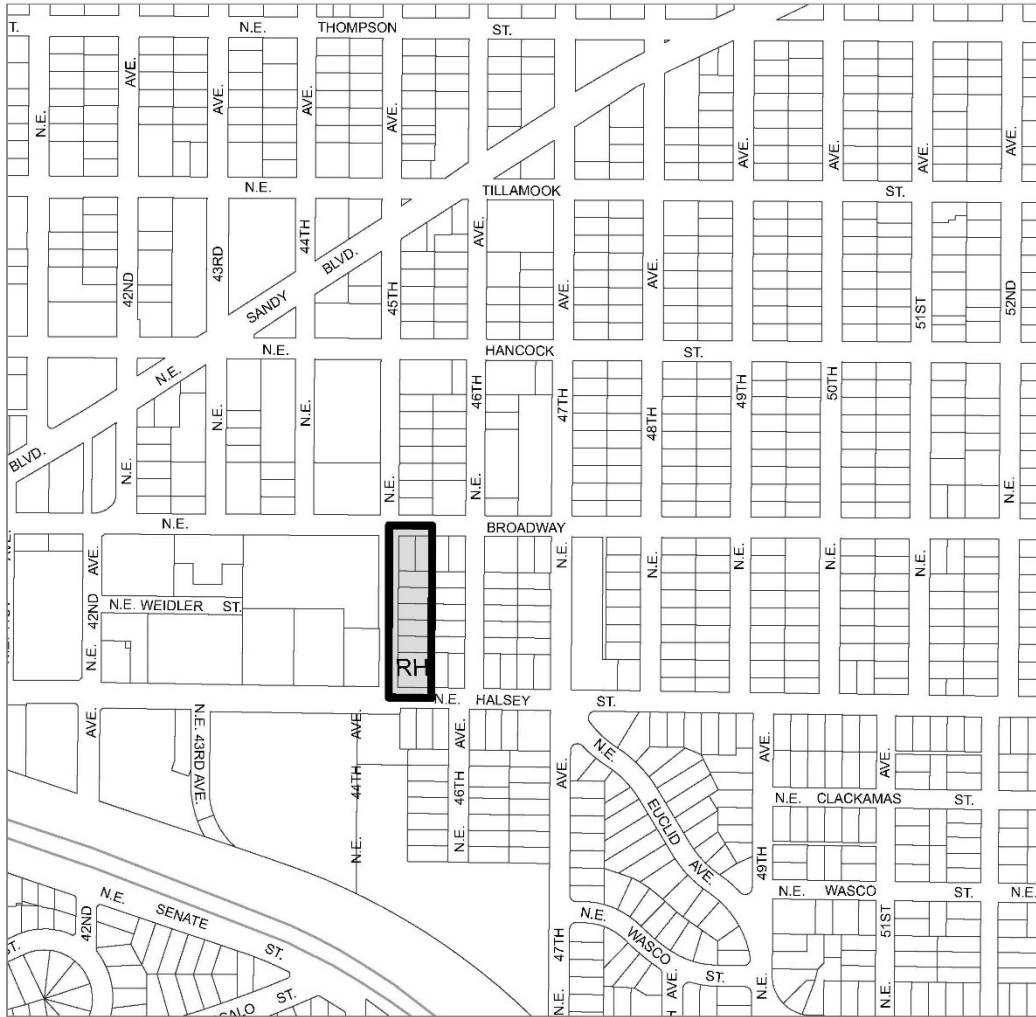 T.
N.E. THOMPSON ST.
N.E.
AVE.
AVE.
AVE.
AVE.
AVE.
AVE.
AVE.
AVE.
N.E. TILLAMOOK ST.
42ND
43RD
44TH
45TH
AVE.
AVE.
AVE.
51ST
52ND
SANDY BLVD.
N.E. HANCOCK ST.
N.E.
BLVD.
46TH
47TH
48TH
49TH
50TH
N.E.
N.E.
N.E.
N.E.
N.E.
N.E.
N.E. BROADWAY
AVE.
42ND
N.E.
N.E. WEIDLER ST.
N.E.
N.E.
N.E.
N.E.
N.E.
RH
N.E. HALSEY ST.
AVE.
N.E. 43RD AVE.
AVE.
44TH
N.E.
AVE.
46TH
N.E.
AVE.
N.E. EUCLID AVE.
AVE.
49TH
AVE.
N.E. CLACKAMAS ST.
N.E. WASCO ST. N.E.
N.E. SENATE ST.
42ND
ST.
ST.
47TH
N.E.
N.E. WASCO ST.
AVE.
N.E.
N.E.
51ST
N.E.